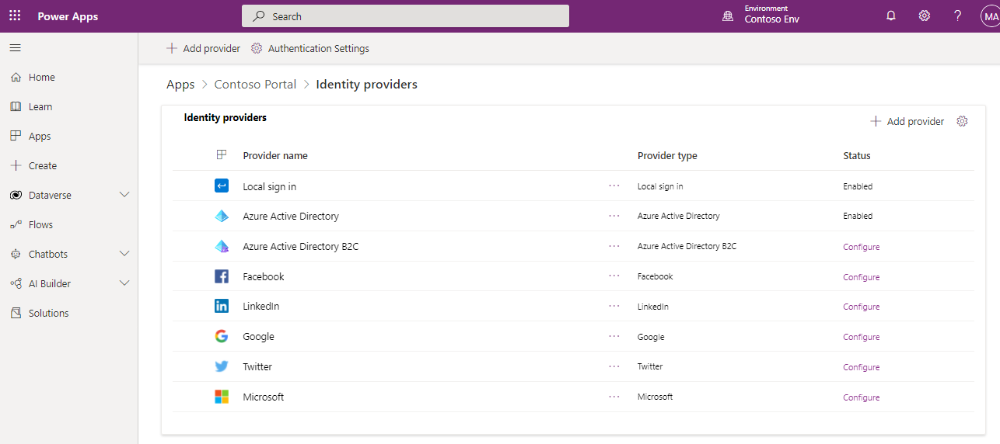 Power Apps
Search
Environment
Contoso Env
?
MA
Add provider
Authentication Settings
Home
Learn
Apps
Create
Dataverse
Flows
Chatbots
AI Builder
Solutions
Apps > Contoso Portal > Identity providers
Identity providers
Add provider
Provider name Provider type Status
Local sign in ... Local sign in Enabled
Azure Active Directory ... Azure Active Directory Enabled
Azure Active Directory B2C ... Azure Active Directory B2C Configure
Facebook ... Facebook Configure
LinkedIn ... LinkedIn Configure
Google ... Google Configure
Twitter ... Twitter Configure
Microsoft ... Microsoft Configure